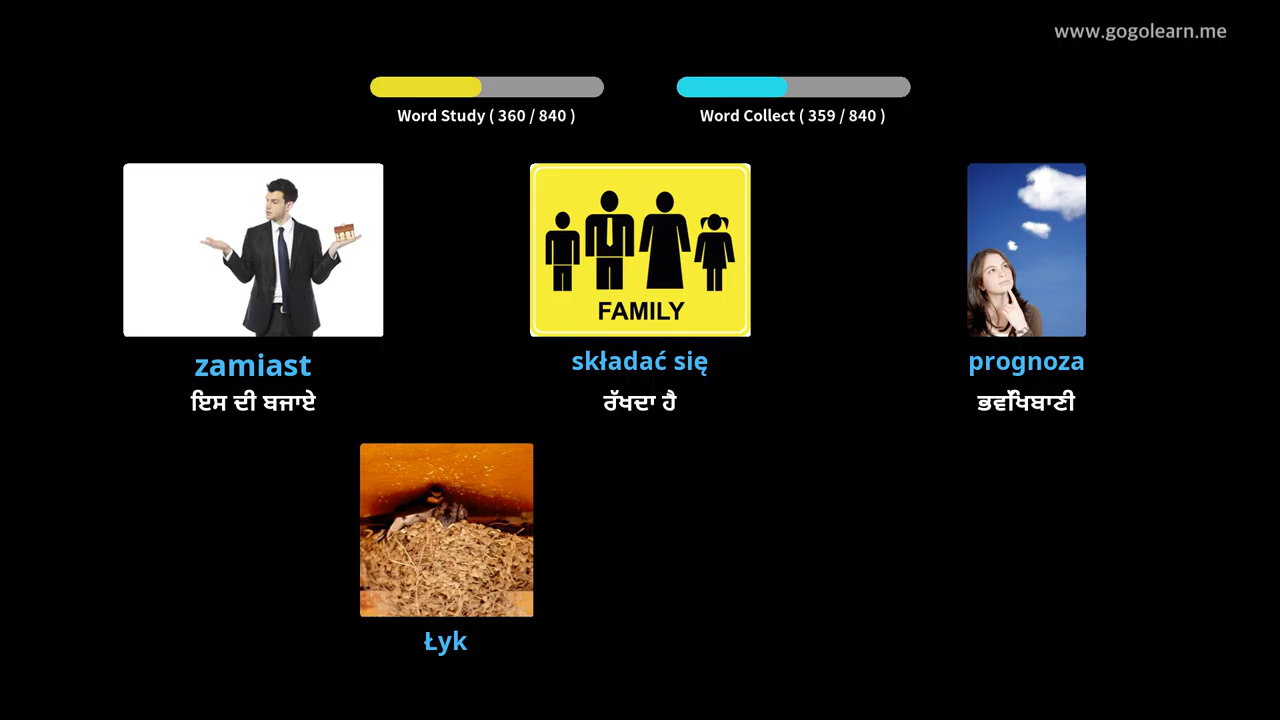 www.gogolearn.me
Word Study ( 360 / 840 )
Word Collect ( 359 / 840 )
FAMILY
zamiast
składać się
prognoza
ਇਸ ਦੀ ਬਜਾਏ
ਰੱਖਦਾ ਹੈ
ਭਵੱਖਿਬਾਣੀ
Łyk